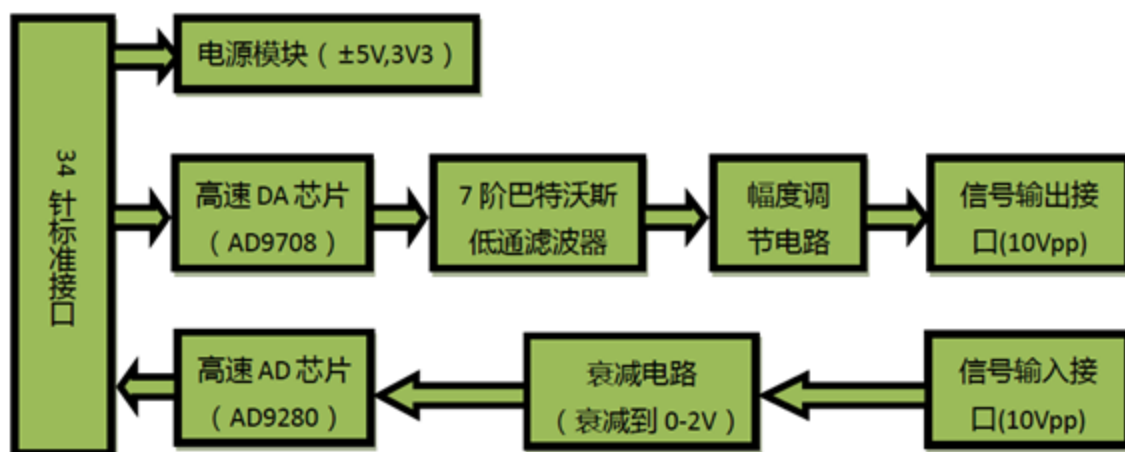 34 针标准接口
电源模块（±5V,3V3）
高速 DA 芯片
（AD9708）
7 阶巴特沃斯
低通滤波器
幅度调
节电路
信号输出接
口(10Vpp)
高速 AD 芯片
（AD9280）
衰减电路
（衰减到 0-2V）
信号输入接
口(10Vpp)